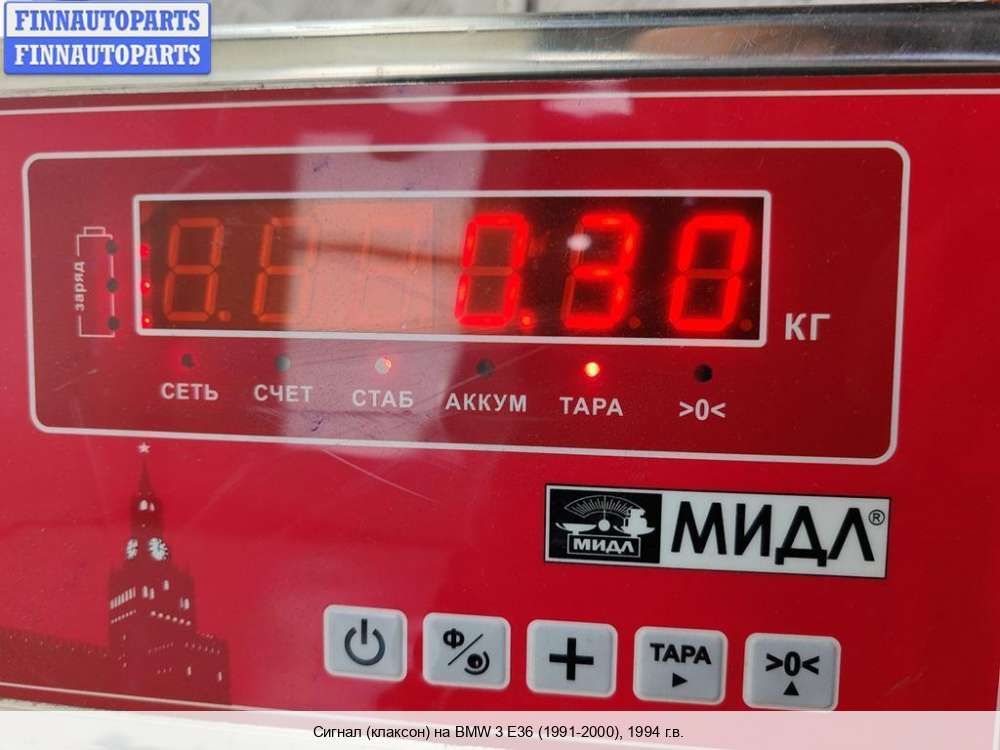 FINNAUTOPARTS
FINNAUTOPARTS
заряд
0.30
КГ
СЕТЬ СЧЕТ СТАБ АККУМ ТАРА >0<
МИДЛ МИДЛ®
Ф/ + ТАРА >0<
Сигнал (клаксон) на BMW 3 E36 (1991-2000), 1994 г.в.